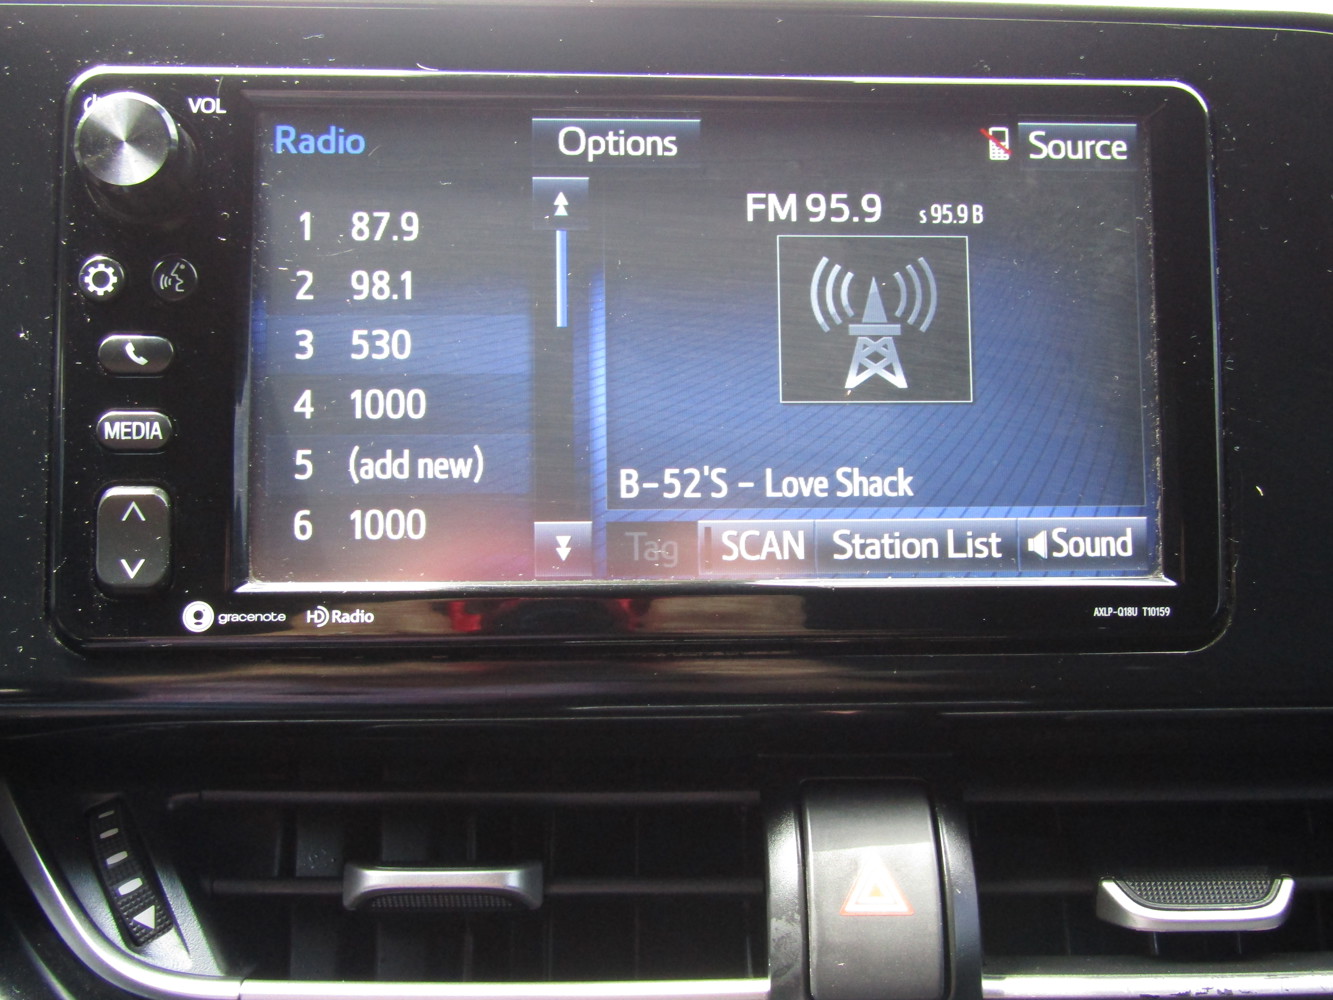 VOL
Radio
Options
Source
1 87.9
2 98.1
3 530
4 1000
5 (add new)
6 1000
FM 95.9
s 95.9 B
B-52'S - Love Shack
Tag
SCAN
Station List
Sound
MEDIA
gracenote
HD Radio
AXLP-Q18U T10159